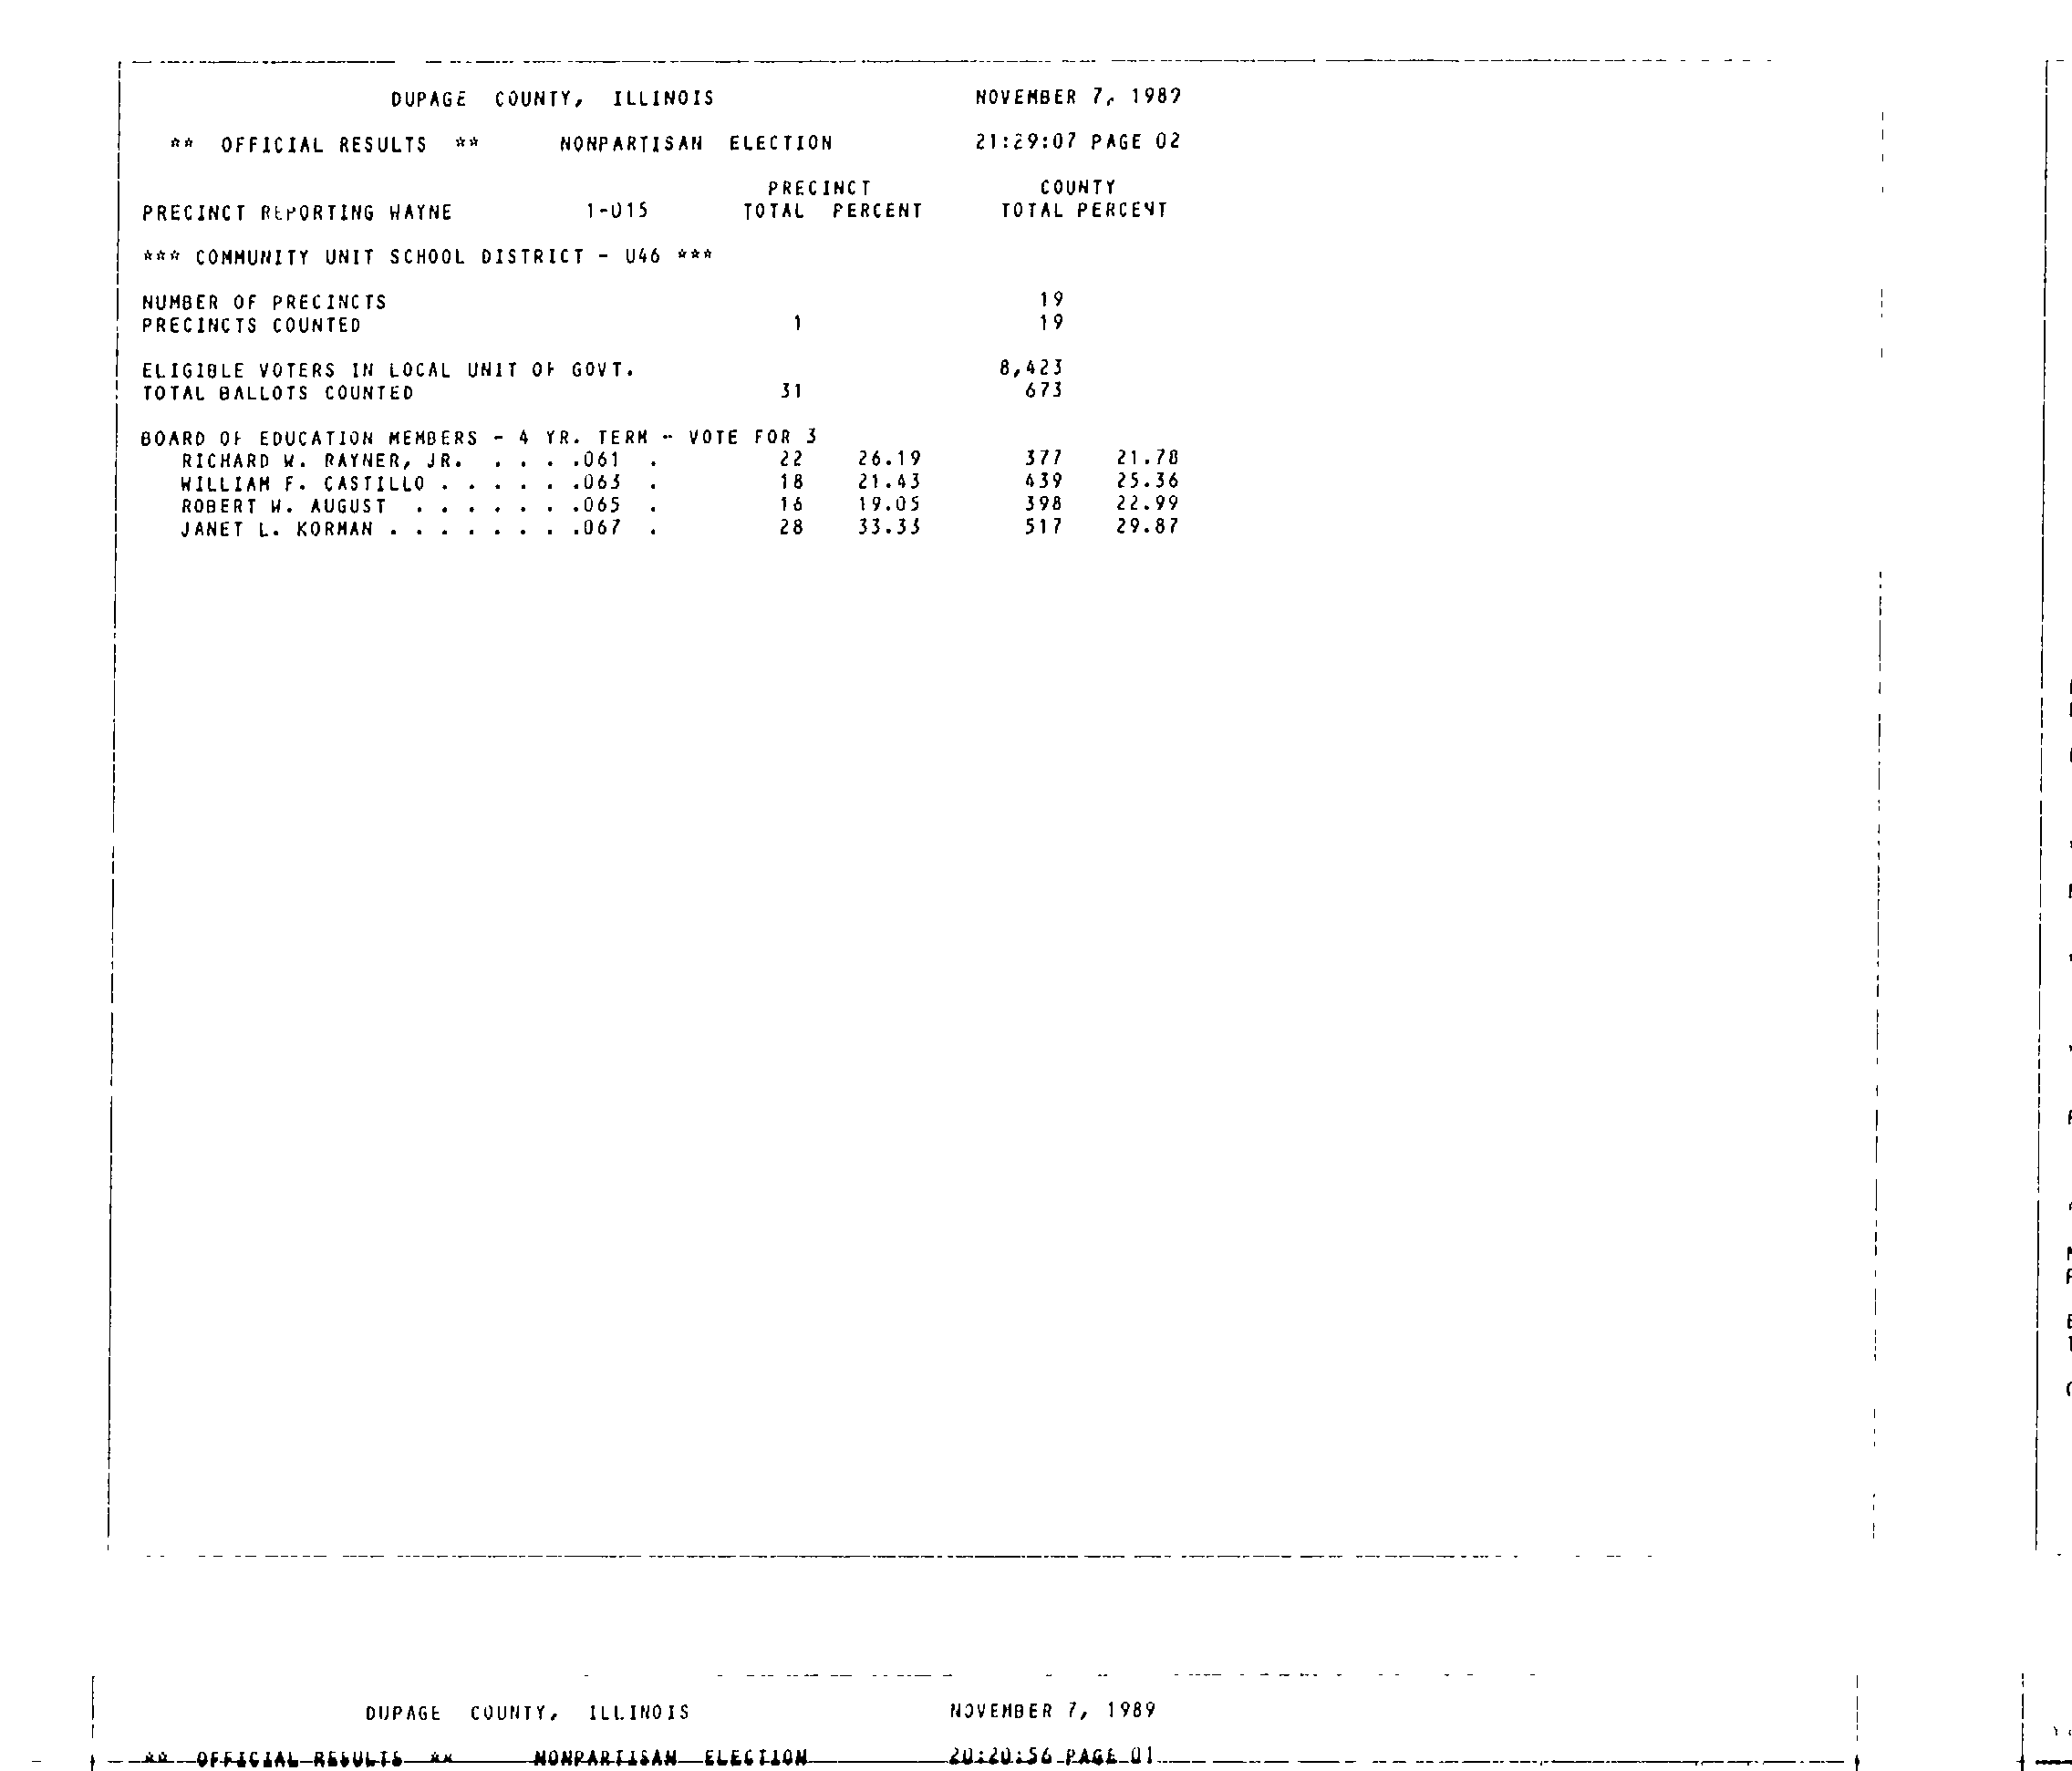 DUPAGE COUNTY, ILLINOIS NOVEMBER 7, 1989
** OFFICIAL RESULTS ** NONPARTISAN ELECTION 21:29:07 PAGE 02
PRECINCT COUNTY
PRECINCT REPORTING WAYNE 1-015 TOTAL PERCENT TOTAL PERCENT
*** COMMUNITY UNIT SCHOOL DISTRICT - U46 ***
NUMBER OF PRECINCTS 19
PRECINCTS COUNTED 1 19
ELIGIBLE VOTERS IN LOCAL UNIT OF GOVT. 8,423
TOTAL BALLOTS COUNTED 31 673
BOARD OF EDUCATION MEMBERS - 4 YR. TERM - VOTE FOR 3
RICHARD W. RAYNER, JR. . . . .061 . 22 26.19 377 21.78
WILLIAM F. CASTILLO . . . . . .063 . 18 21.43 439 25.36
ROBERT W. AUGUST . . . . . . .065 . 16 19.05 398 22.99
JANET L. KORMAN . . . . . . . .067 . 28 33.33 517 29.87
DUPAGE COUNTY, ILLINOIS NOVEMBER 7, 1989
** OFFICIAL RESULTS ** NONPARTISAN ELECTION 20:20:56 PAGE 01